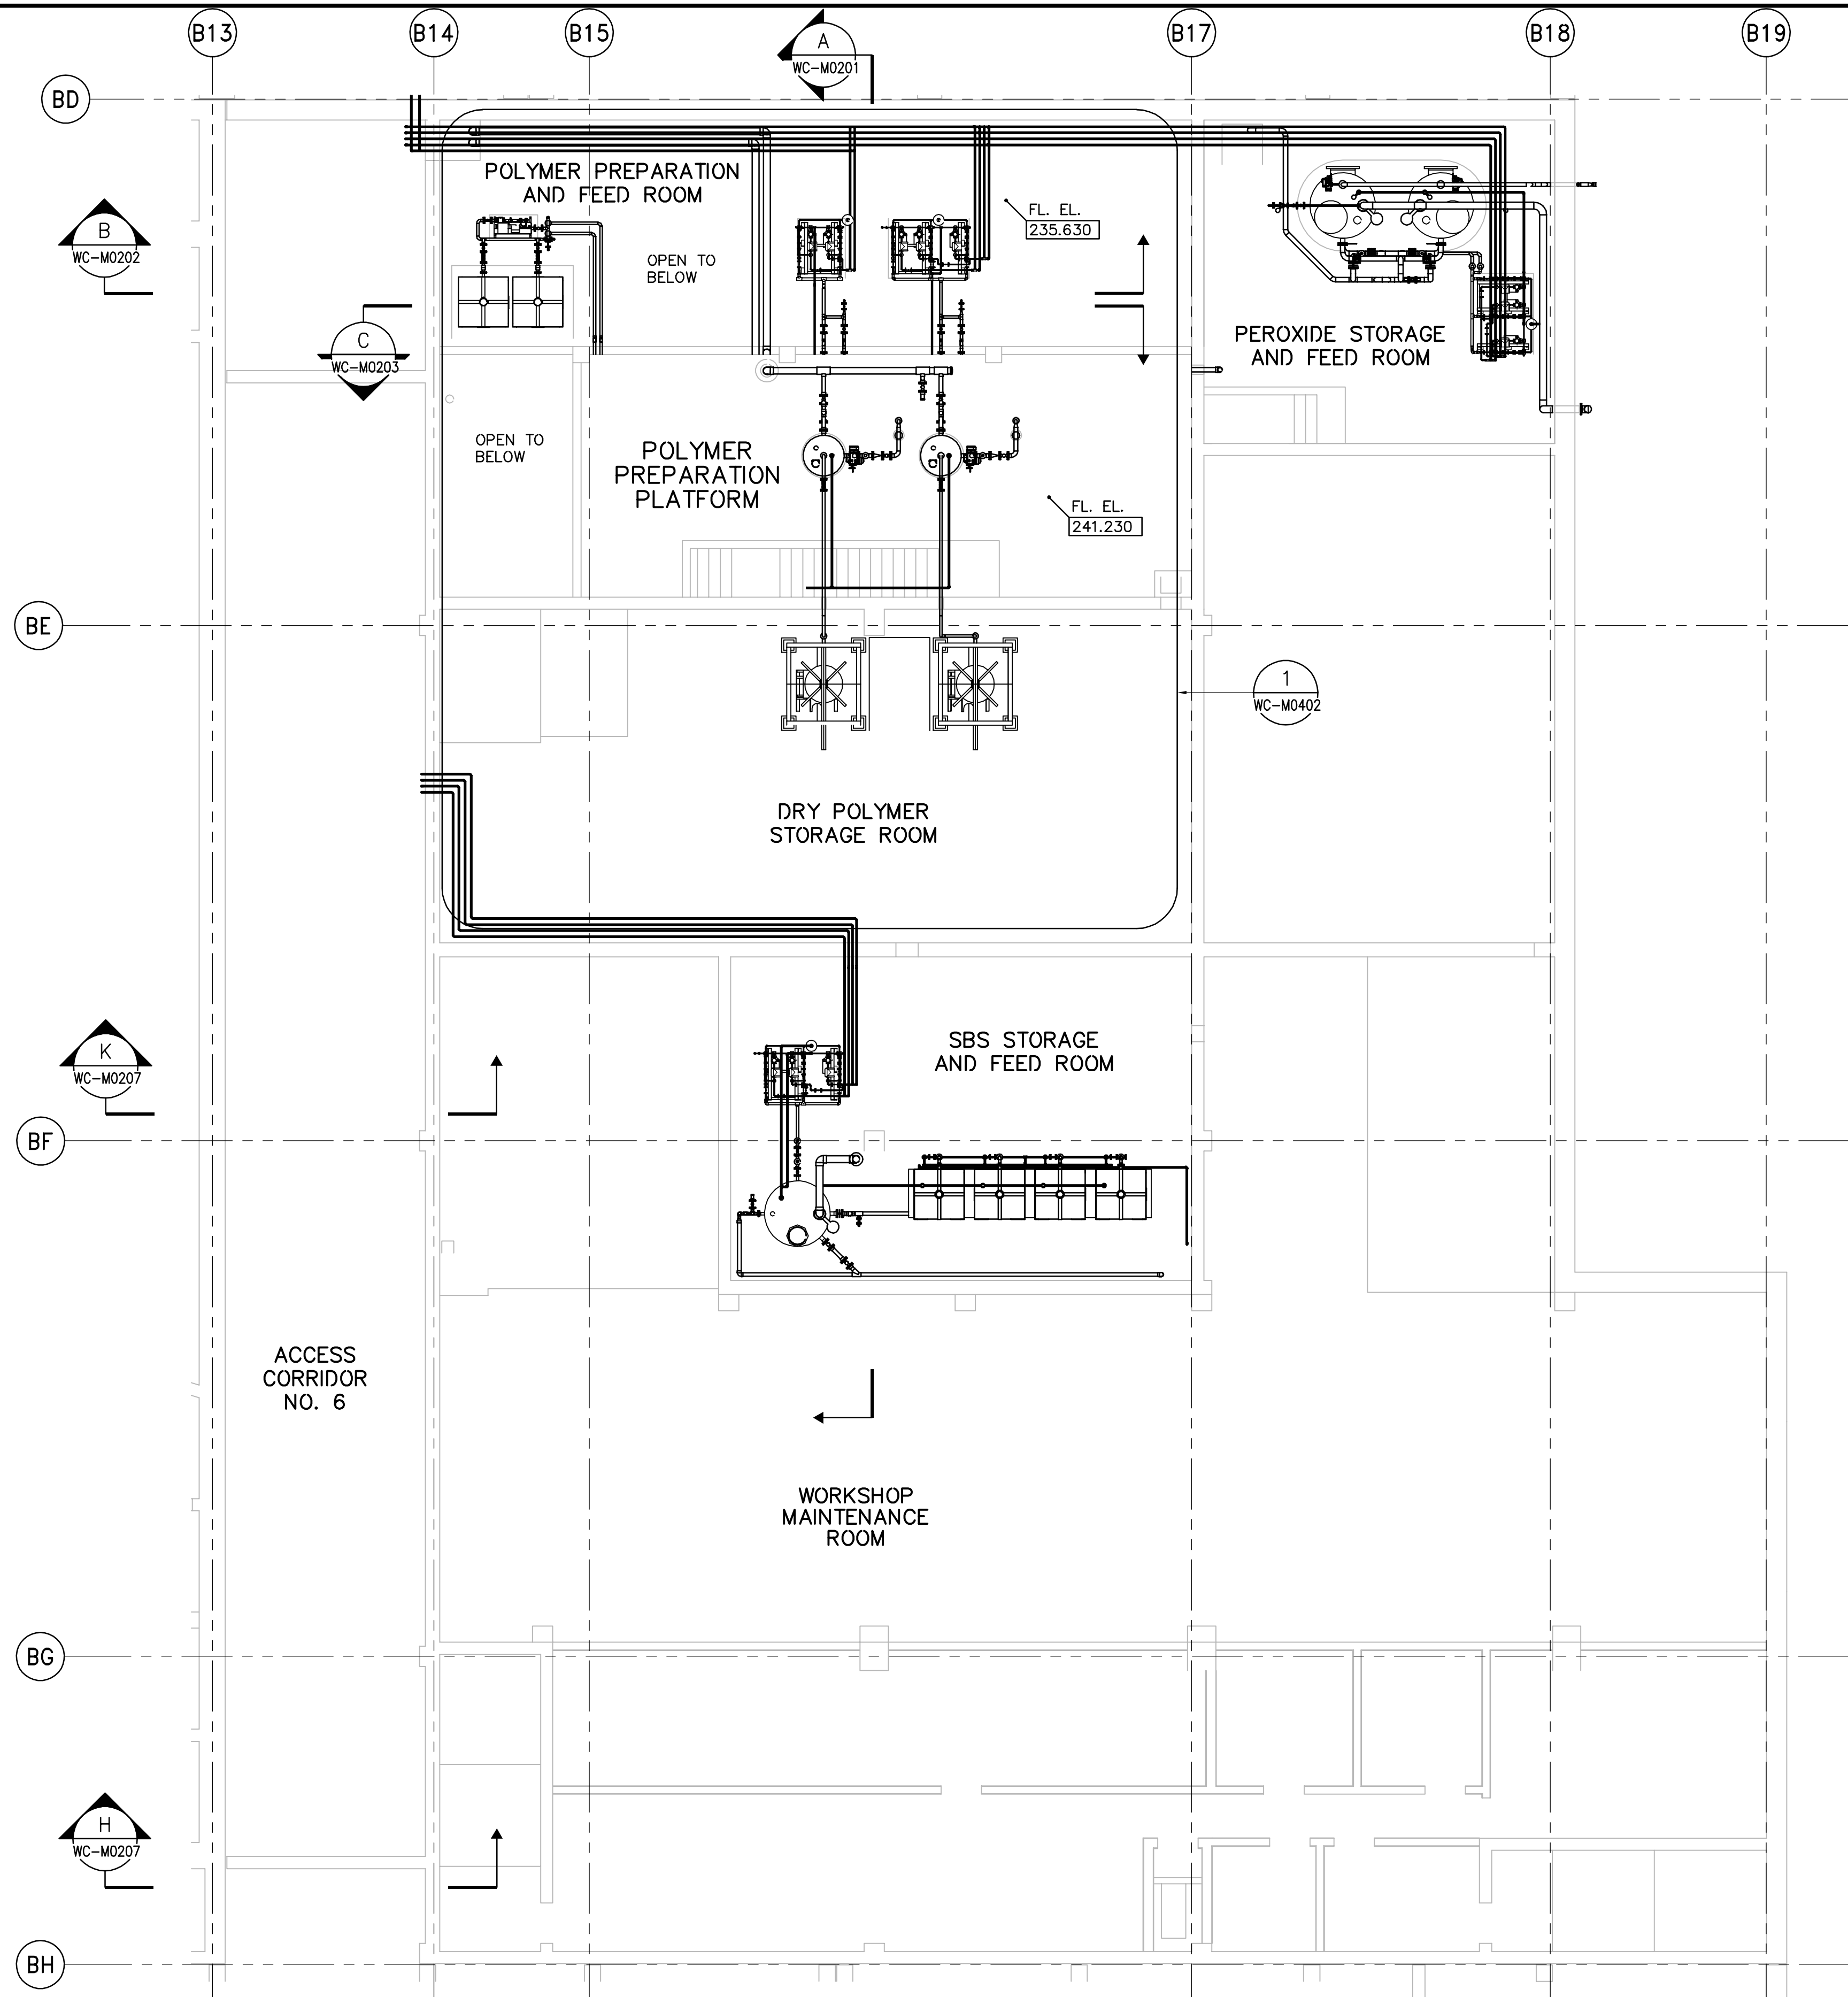 B13
B14
B15
A
WC-M0201
B17
B18
B19
BD
POLYMER PREPARATION
AND FEED ROOM
FL. EL.
235.630
B
WC-M0202
OPEN TO
BELOW
C
WC-M0203
PEROXIDE STORAGE
AND FEED ROOM
OPEN TO
BELOW
POLYMER
PREPARATION
PLATFORM
FL. EL.
241.230
BE
1
WC-M0402
DRY POLYMER
STORAGE ROOM
K
WC-M0207
SBS STORAGE
AND FEED ROOM
BF
ACCESS
CORRIDOR
NO. 6
WORKSHOP
MAINTENANCE
ROOM
BG
H
WC-M0207
BH